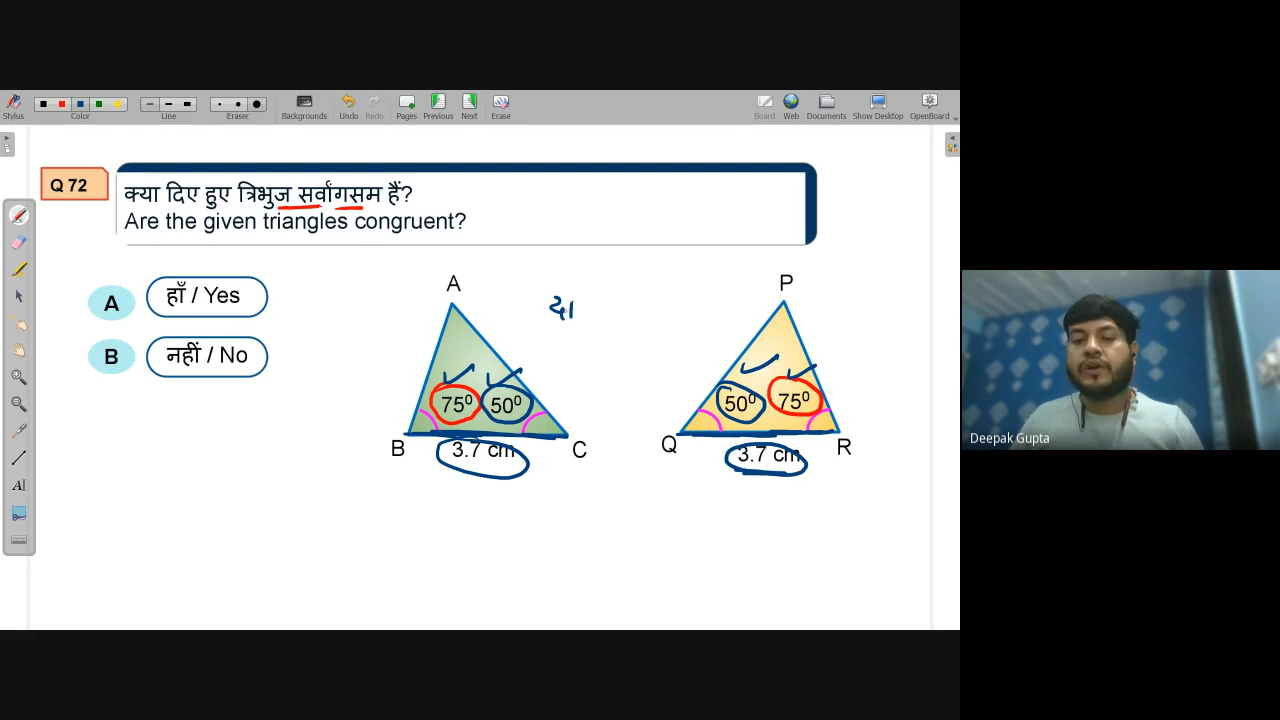 Stylus
Color
Line
Eraser
Backgrounds
Undo
Redo
Pages
Previous
Next
Erase
Board
Web
Documents
Show Desktop
OpenBoard
Q 72
क्या दिए हुए त्रिभुज सर्वांगसम हैं?
Are the given triangles congruent?
A
हाँ / Yes
B
नहीं / No
A
75⁰ 50⁰
B
3.7 cm
C
P
50⁰ 75⁰
Q
3.7 cm
R
Deepak Gupta